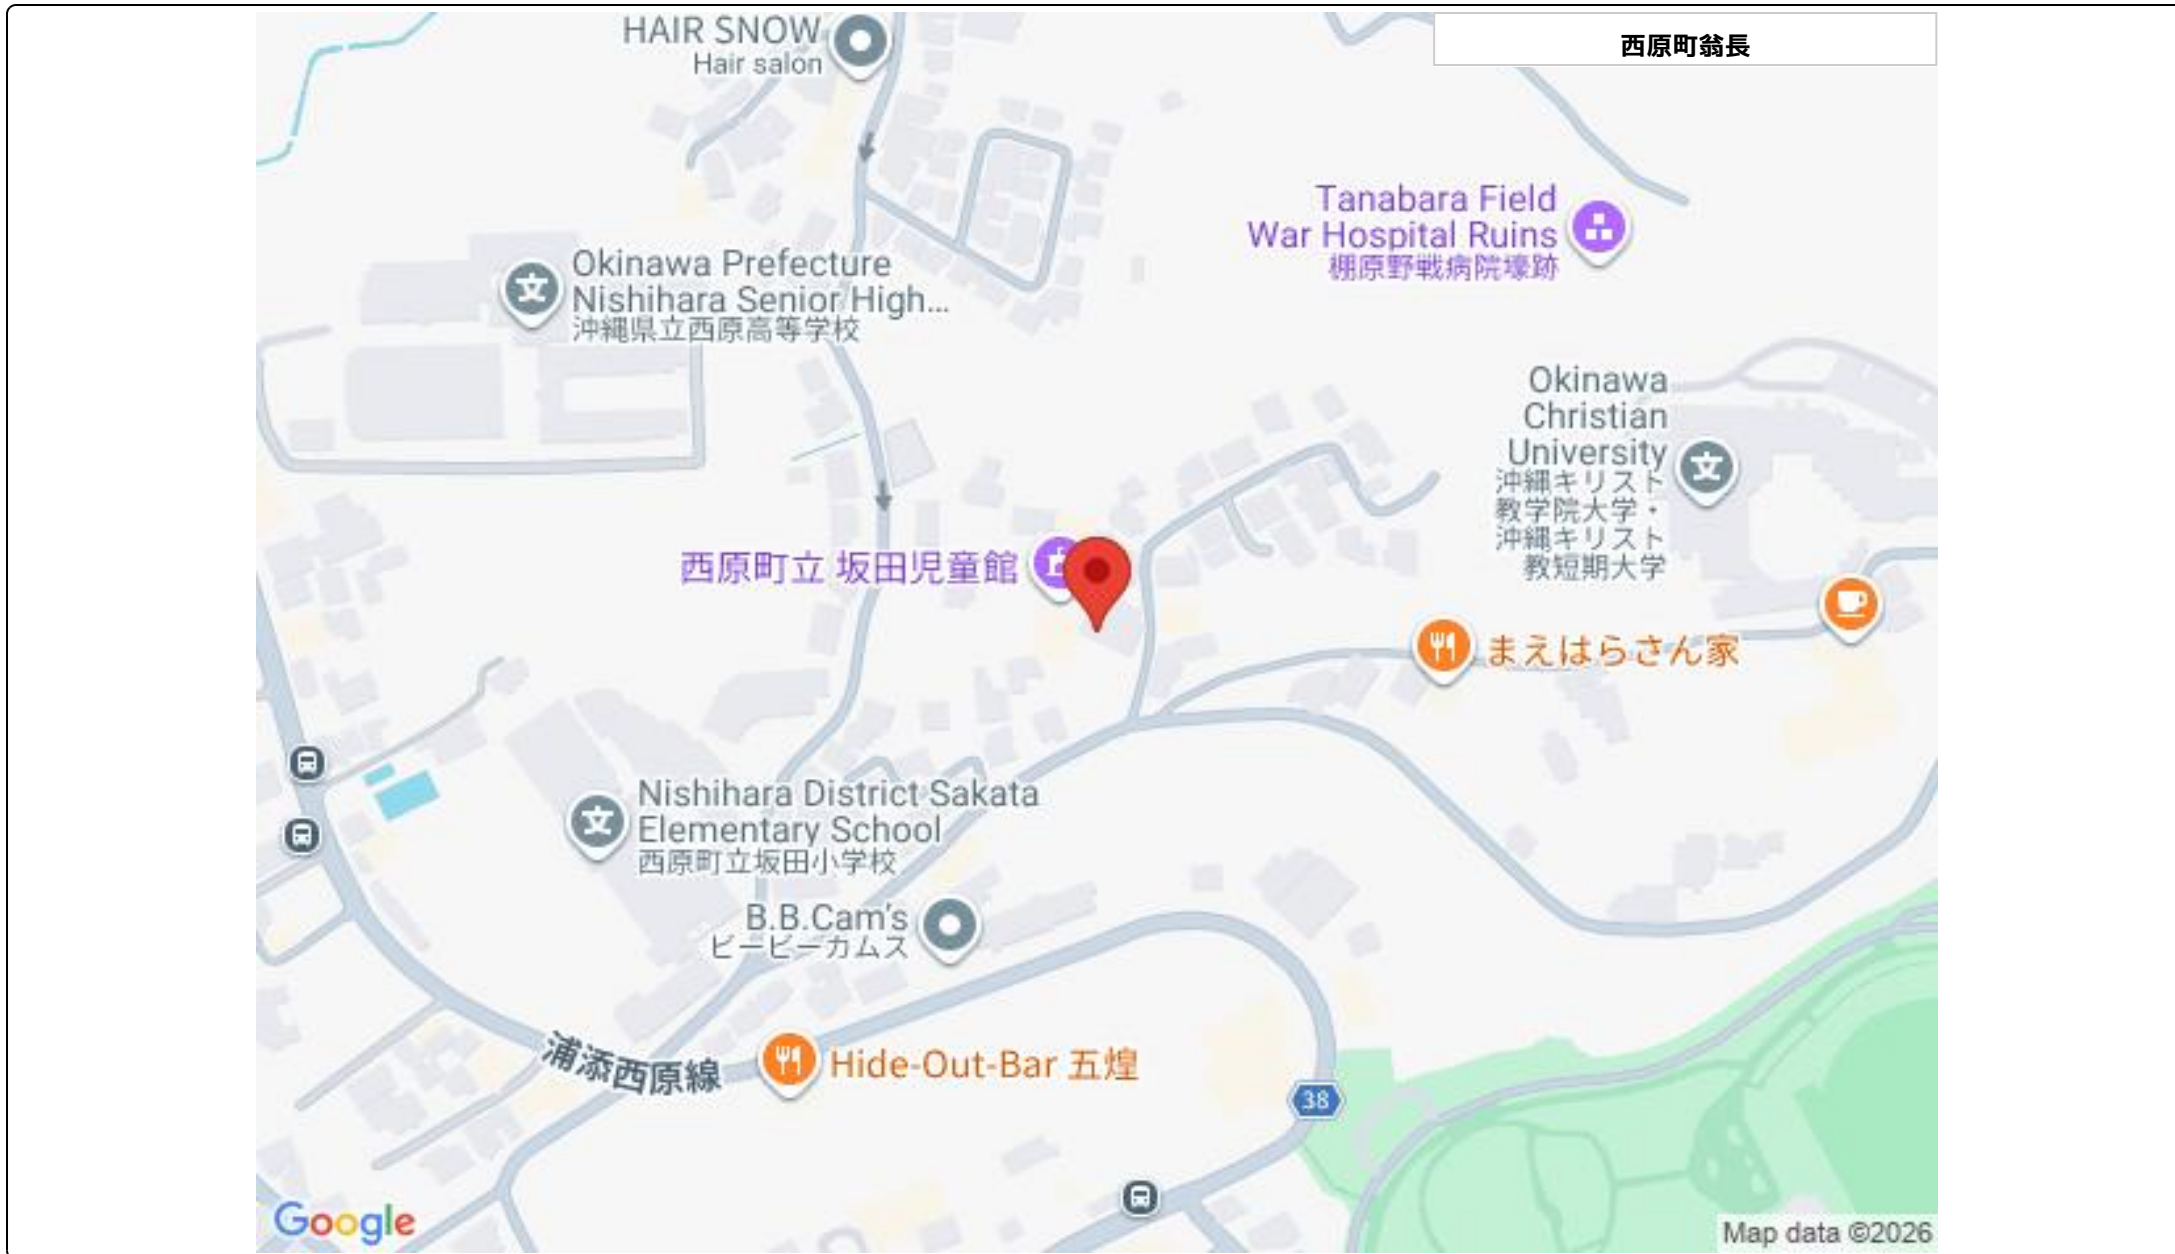 HAIR SNOW
Hair salon
西原町翁長
Tanabara Field
War Hospital Ruins
棚原野戦病院壕跡
Okinawa Prefecture
Nishihara Senior High...
沖縄県立西原高等学校
Okinawa
Christian
University
沖縄キリスト
教学院大学・
沖縄キリスト
教短期大学
西原町立 坂田児童館
まえはらさん家
Nishihara District Sakata
Elementary School
西原町立坂田小学校
B.B.Cam's
ビービーカムス
浦添西原線
Hide-Out-Bar 五煌
38
Google
Map data ©2026